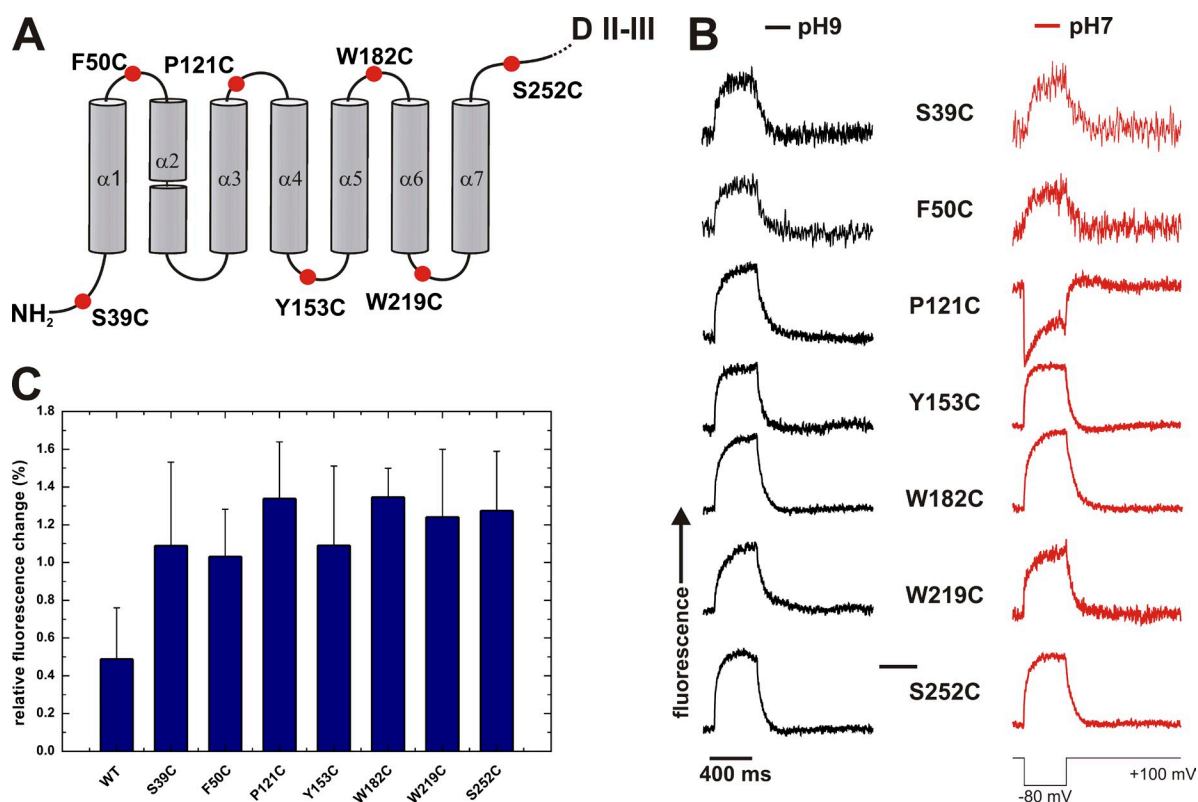 A
D II-III
F50C
P121C
W182C
S252C
α1
α2
α3
α4
α5
α6
α7
NH2
S39C
Y153C
W219C
B
pH9
pH7
S39C
F50C
P121C
Y153C
W182C
W219C
S252C
fluorescence
400 ms
+100 mV
-80 mV
C
relative fluorescence change (%)
1.8
1.6
1.4
1.2
1.0
0.8
0.6
0.4
0.2
0.0
WT
S39C
F50C
P121C
Y153C
W182C
W219C
S252C